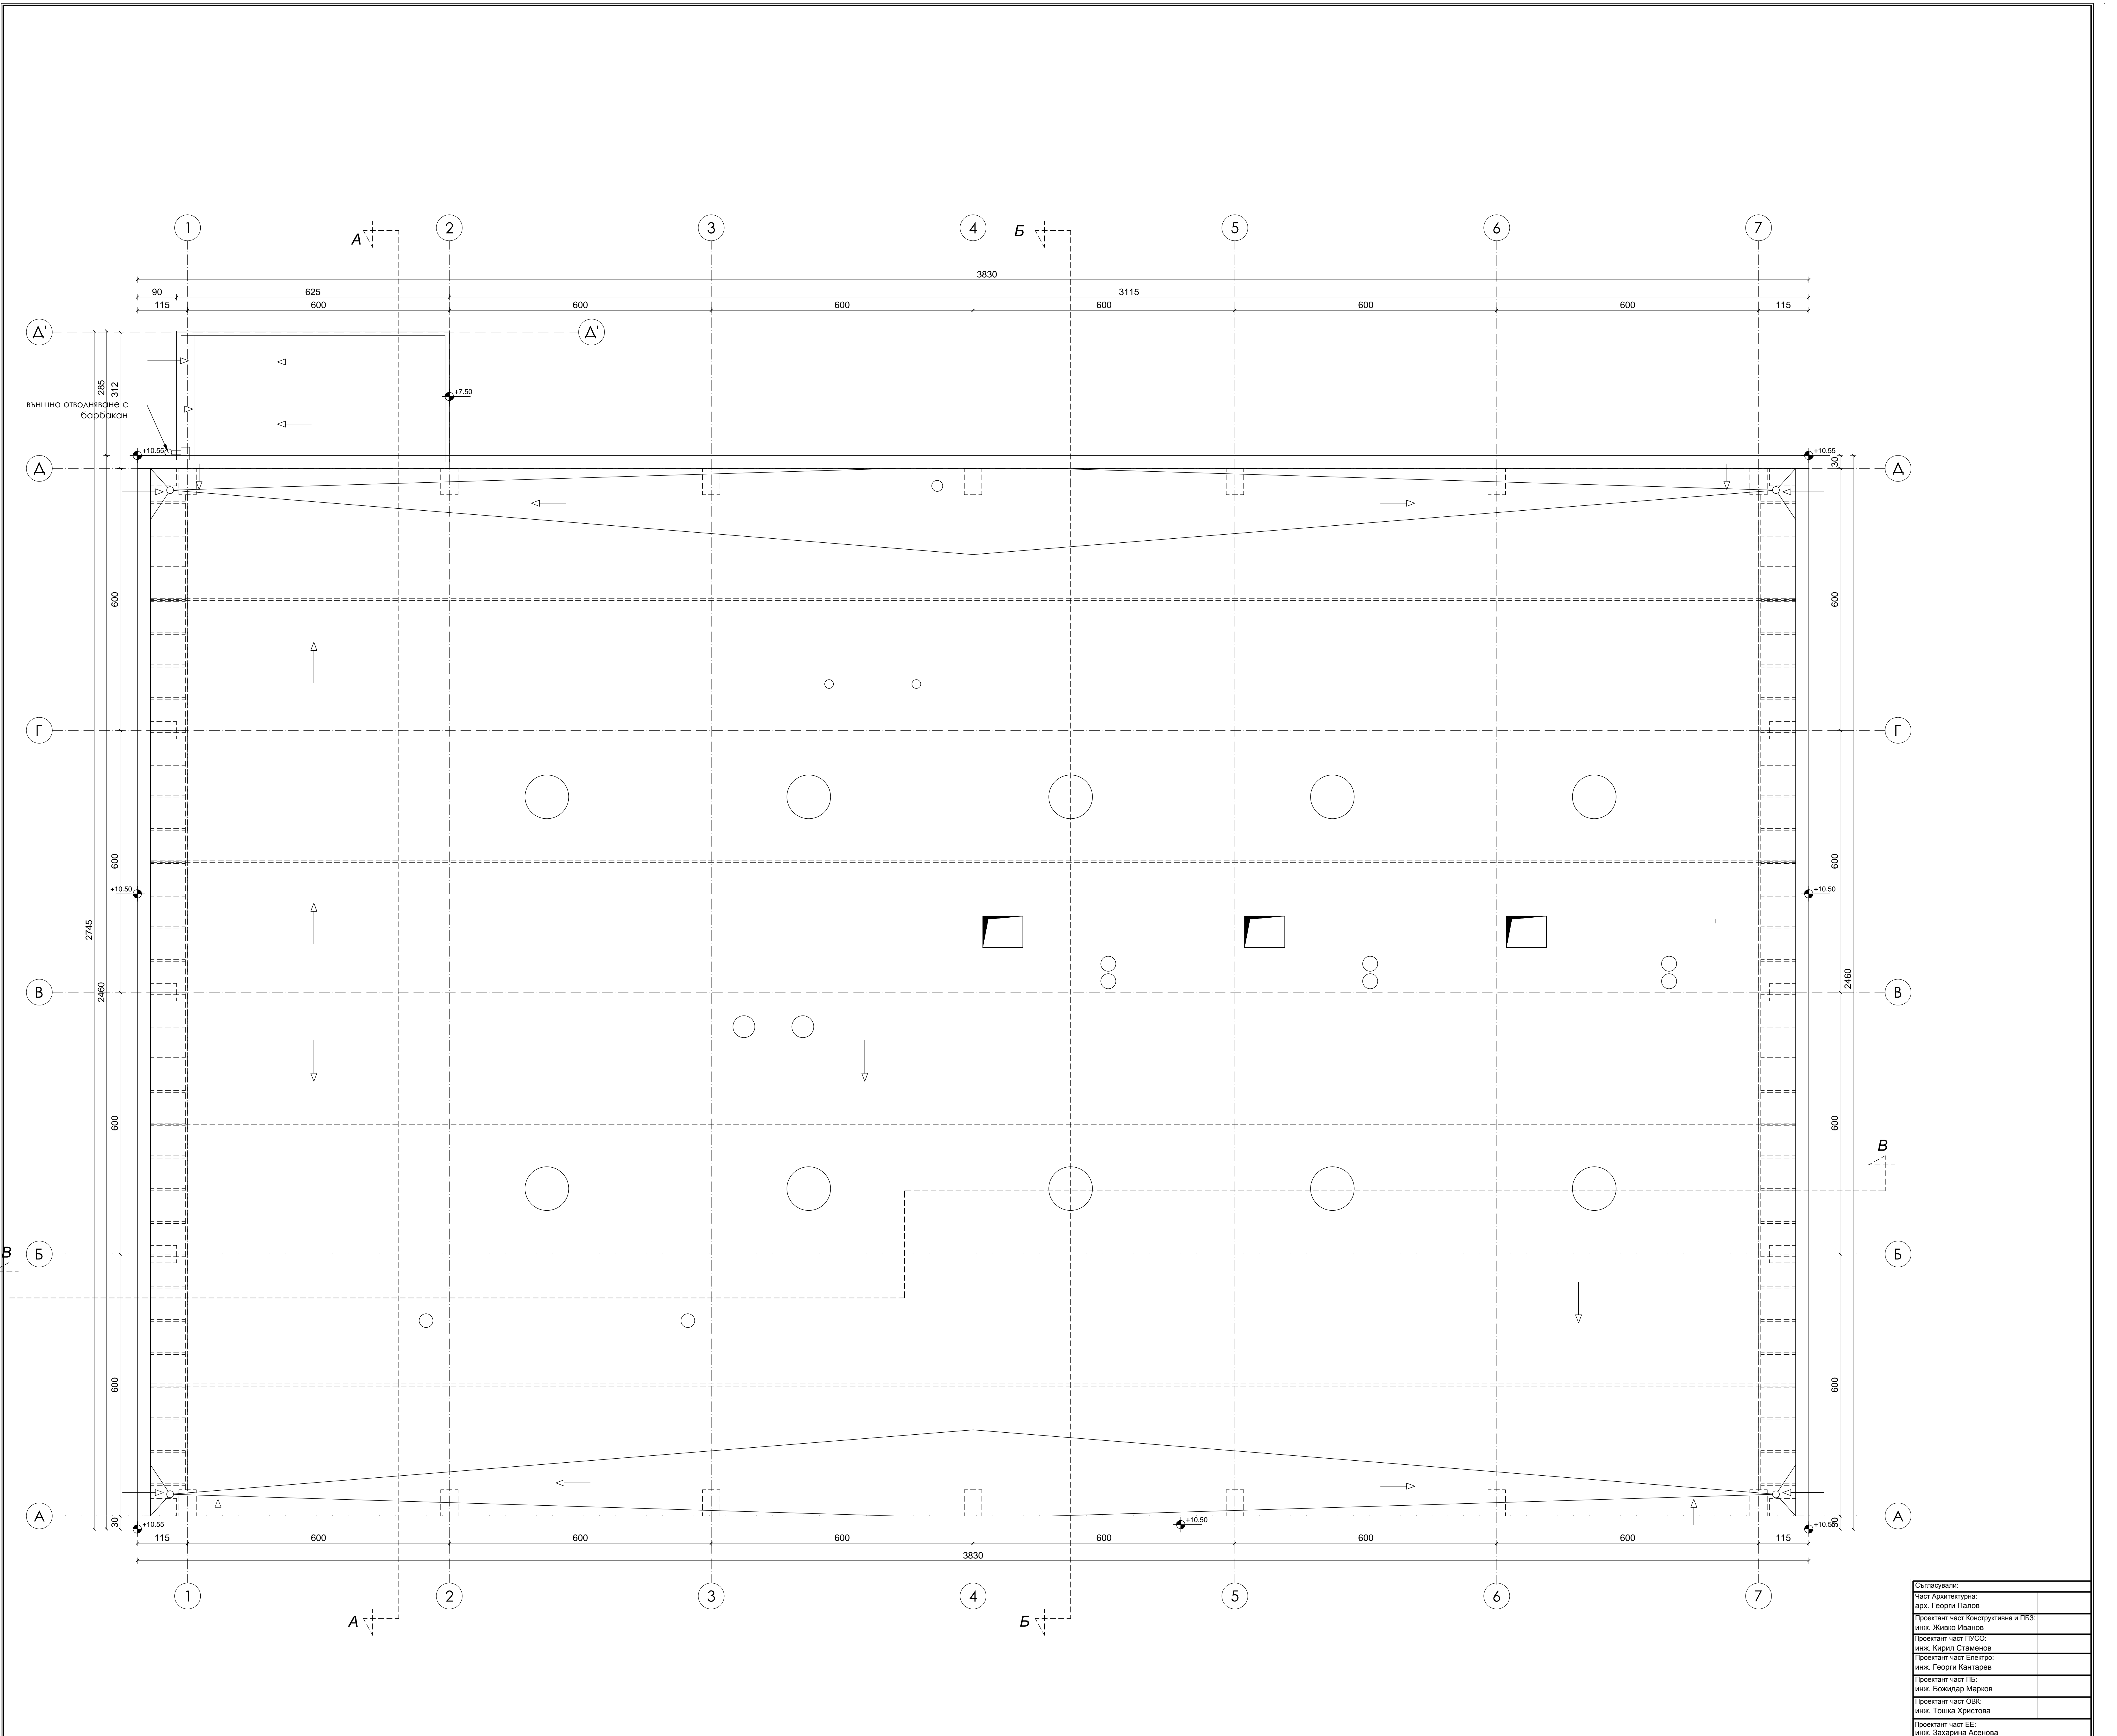 1 2 3 4 5 6 7
А Б
3830
90 625 3115
115 600 600 600 600 600 600 115
Д' Д'
285 312
+7.50
външно отводняване с
барбакан
+10.55 +10.55
Д 30 Д
600 600
Г Г
600 600
+10.50 +10.50
2745
В 2460 2460 В
600 600
В
В Б Б
600 600
А 30 30 А
+10.55 +10.50 +10.55
115 600 600 600 600 600 600 115
3830
1 2 3 4 5 6 7
А Б
Съгласували:
Част Архитектурна:
арх. Георги Палов
Проектант част Конструктивна и ПБЗ:
инж. Живко Иванов
Проектант част ПУСО:
инж. Кирил Стаменов
Проектант част Електро:
инж. Георги Кантарев
Проектант част ПБ:
инж. Божидар Марков
Проектант част ОВК:
инж. Тошка Христова
Проектант част ЕЕ:
инж. Захарина Асенова